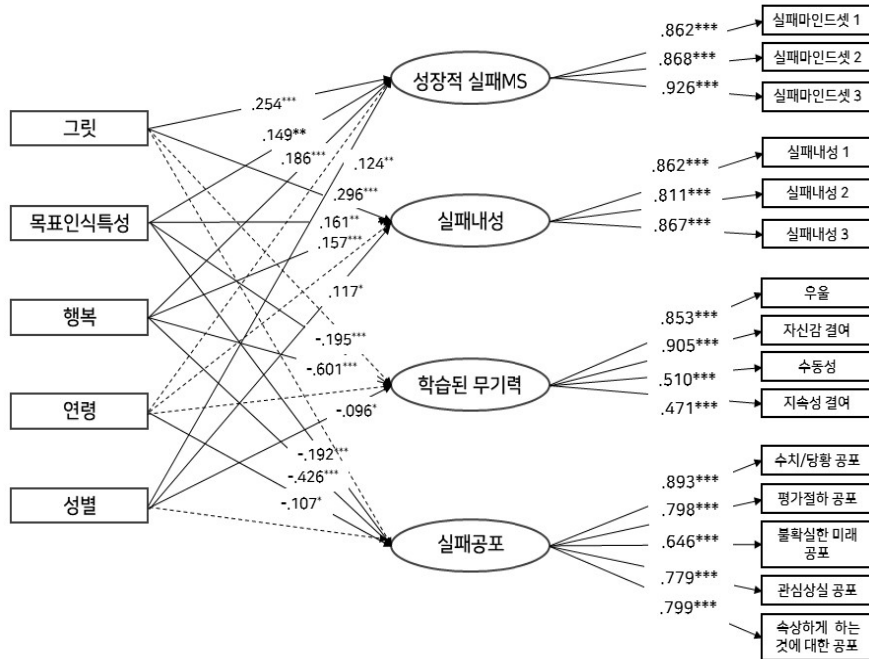 그릿
목표인식특성
행복
연령
성별
.254***
.149**
.186***
.124**
.296***
.161**
.157***
.117*
-.195***
-.601***
-.096*
-.192***
-.426***
-.107*
성장적 실패MS
실패내성
학습된 무기력
실패공포
.862***
.868***
.926***
.862***
.811***
.867***
.853***
.905***
.510***
.471***
.893***
.798***
.646***
.779***
.799***
실패마인드셋 1
실패마인드셋 2
실패마인드셋 3
실패내성 1
실패내성 2
실패내성 3
우울
자신감 결여
수동성
지속성 결여
수치/당황 공포
평가절하 공포
불확실한 미래
공포
관심상실 공포
속상하게 하는
것에 대한 공포